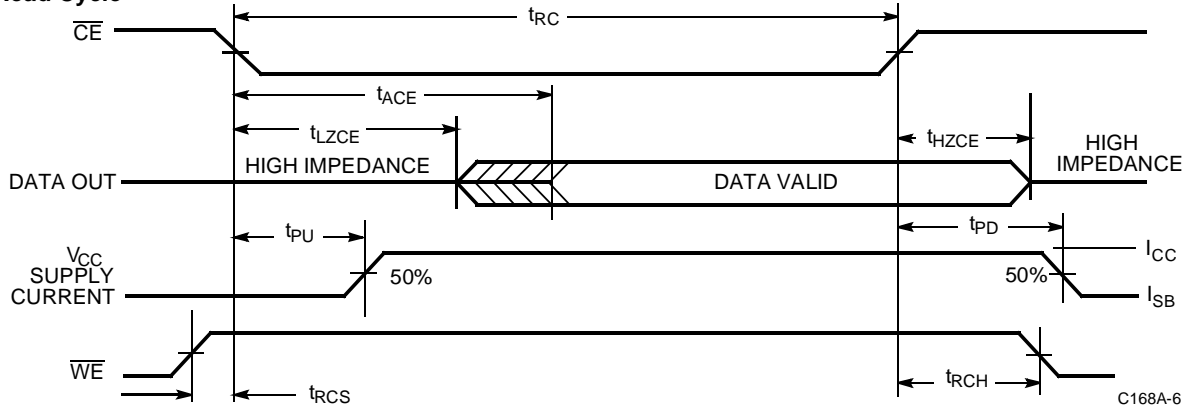 Cycle
CE
tRC
tACE
tLZCE
tHZCE
HIGH IMPEDANCE
HIGH
IMPEDANCE
DATA OUT
DATA VALID
tPU
tPD
VCC
SUPPLY
CURRENT
50%
50%
ICC
ISB
WE
tRCS
tRCH
C168A-6